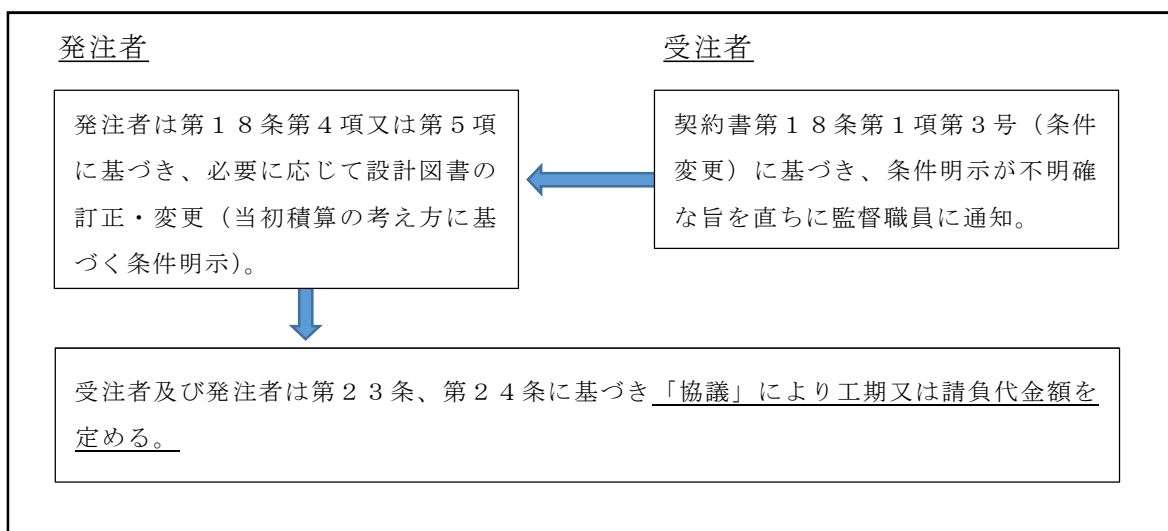 発注者
発注者は第18条第4項又は第5項
に基づき、必要に応じて設計図書の
訂正・変更（当初積算の考え方に基
づく条件明示）。
受注者
契約書第18条第1項第3号（条件
変更）に基づき、条件明示が不明確
な旨を直ちに監督職員に通知。
受注者及び発注者は第23条、第24条に基づき「協議」により工期又は請負代金額を
定める。